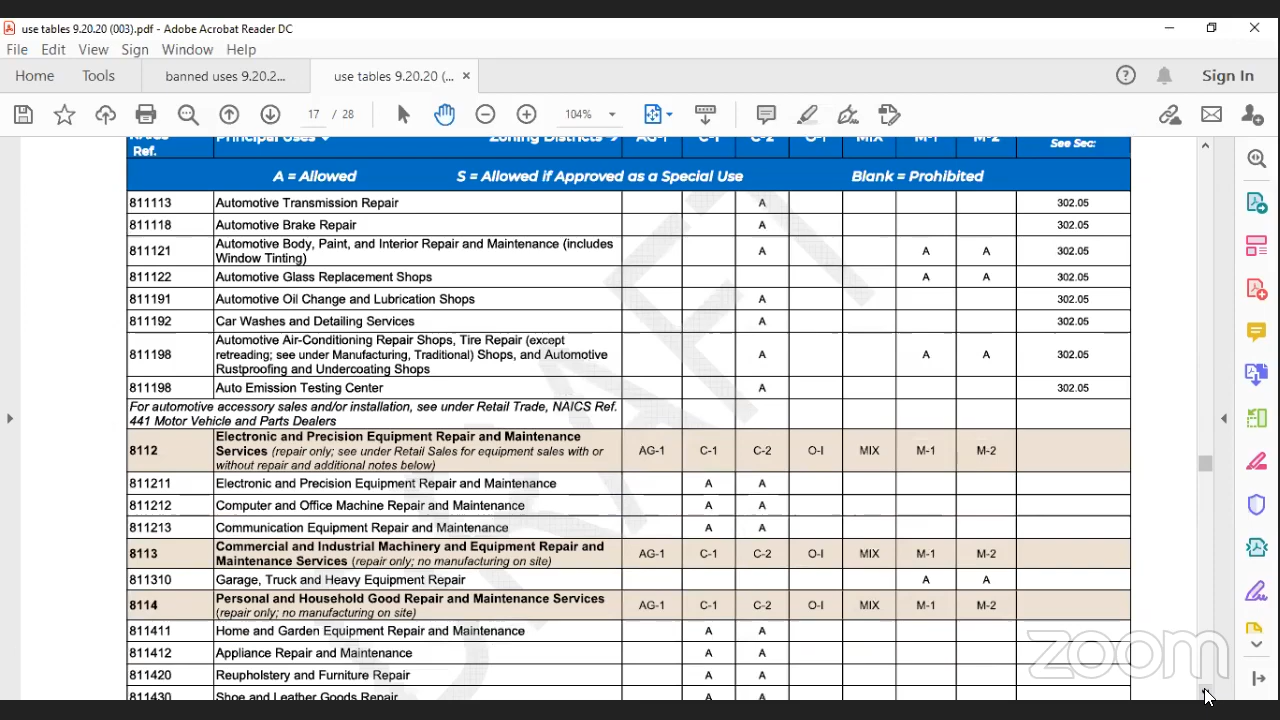 use tables 9.20.20 (003).pdf - Adobe Acrobat Reader DC
File Edit View Sign Window Help
Home Tools banned uses 9.20.2... use tables 9.20.20 (... × Sign In
17 / 28 104%
Ref. Principal Uses Zoning Districts AG-1 C-1 C-2 O-I MIX M-1 M-2 See Sec:
A = Allowed S = Allowed if Approved as a Special Use Blank = Prohibited
811113 Automotive Transmission Repair A 302.05
811118 Automotive Brake Repair A 302.05
811121 Automotive Body, Paint, and Interior Repair and Maintenance (includes
Window Tinting) A A A 302.05
811122 Automotive Glass Replacement Shops A A 302.05
811191 Automotive Oil Change and Lubrication Shops A 302.05
811192 Car Washes and Detailing Services A 302.05
811198 Automotive Air-Conditioning Repair Shops, Tire Repair (except
retreading; see under Manufacturing, Traditional) Shops, and Automotive A A A 302.05
Rustproofing and Undercoating Shops
811198 Auto Emission Testing Center A 302.05
For automotive accessory sales and/or installation, see under Retail Trade, NAICS Ref.
441 Motor Vehicle and Parts Dealers
8112 Electronic and Precision Equipment Repair and Maintenance
Services (repair only; see under Retail Sales for equipment sales with or AG-1 C-1 C-2 O-I MIX M-1 M-2
without repair and additional notes below)
811211 Electronic and Precision Equipment Repair and Maintenance A A
811212 Computer and Office Machine Repair and Maintenance A A
811213 Communication Equipment Repair and Maintenance A A
8113 Commercial and Industrial Machinery and Equipment Repair and
Maintenance Services (repair only; no manufacturing on site) AG-1 C-1 C-2 O-I MIX M-1 M-2
811310 Garage, Truck and Heavy Equipment Repair A A
8114 Personal and Household Good Repair and Maintenance Services
(repair only; no manufacturing on site) AG-1 C-1 C-2 O-I MIX M-1 M-2
811411 Home and Garden Equipment Repair and Maintenance A A
811412 Appliance Repair and Maintenance A A
811420 Reupholstery and Furniture Repair A A
811430 Shoe and Leather Goods Repair A A
DRAFT
zoom